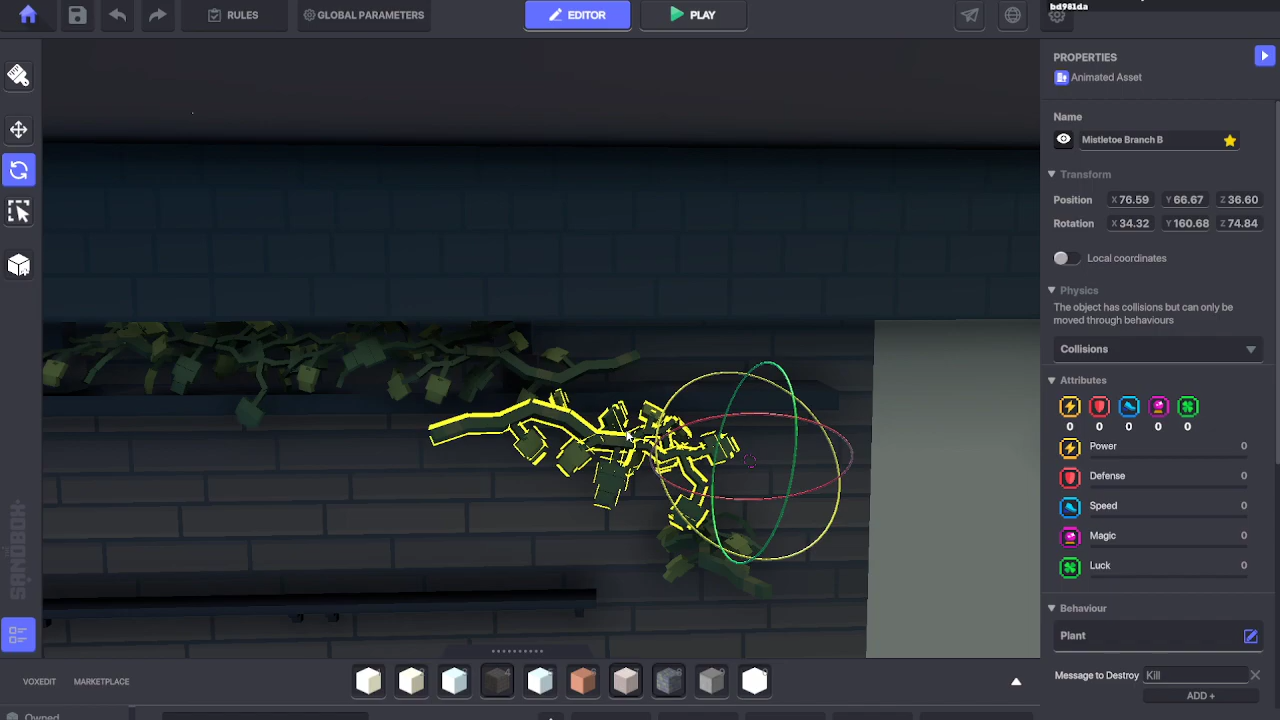 bd981da
RULES
GLOBAL PARAMETERS
EDITOR
PLAY
PROPERTIES
Animated Asset
Name
Mistletoe Branch B
Transform
Position X 76.59 Y 66.67 Z 36.60
Rotation X 34.32 Y 160.68 Z 74.84
Local coordinates
Physics
The object has collisions but can only be
moved through behaviours
Collisions
Attributes
0 0 0 0 0
Power 0
Defense 0
Speed 0
Magic 0
Luck 0
Behaviour
Plant
Message to Destroy Kill
ADD +
THE SANDBOX
VOXEDIT
MARKETPLACE
Owned